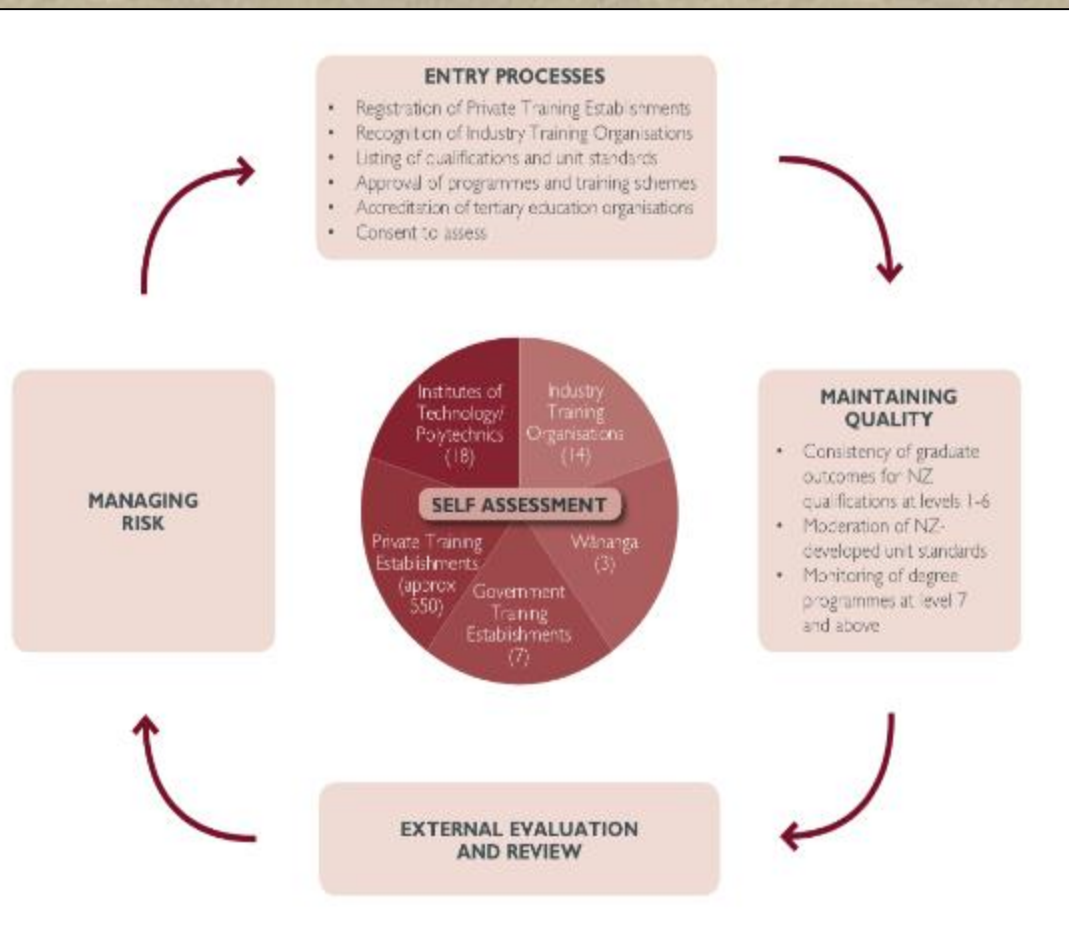 ENTRY PROCESSES
• Registration of Private Training Establishments
• Recognition of Industry Training Organisations
• Listing of qualifications and unit standards
• Approval of programmes and training schemes
• Accreditation of tertiary education organisations
• Consent to assess
MANAGING
RISK
Institutes of
Technology/
Polytechnics
(18)
Industry
Training
Organisations
(14)
SELF ASSESSMENT
Private Training
Establishments
(approx
550)
Government
Training
Establishments
(7)
Wānanga
(3)
MAINTAINING
QUALITY
• Consistency of graduate
outcomes for NZ
qualifications at levels 1-6
• Moderation of NZ-
developed unit standards
• Monitoring of degree
programmes at level 7
and above
EXTERNAL EVALUATION
AND REVIEW